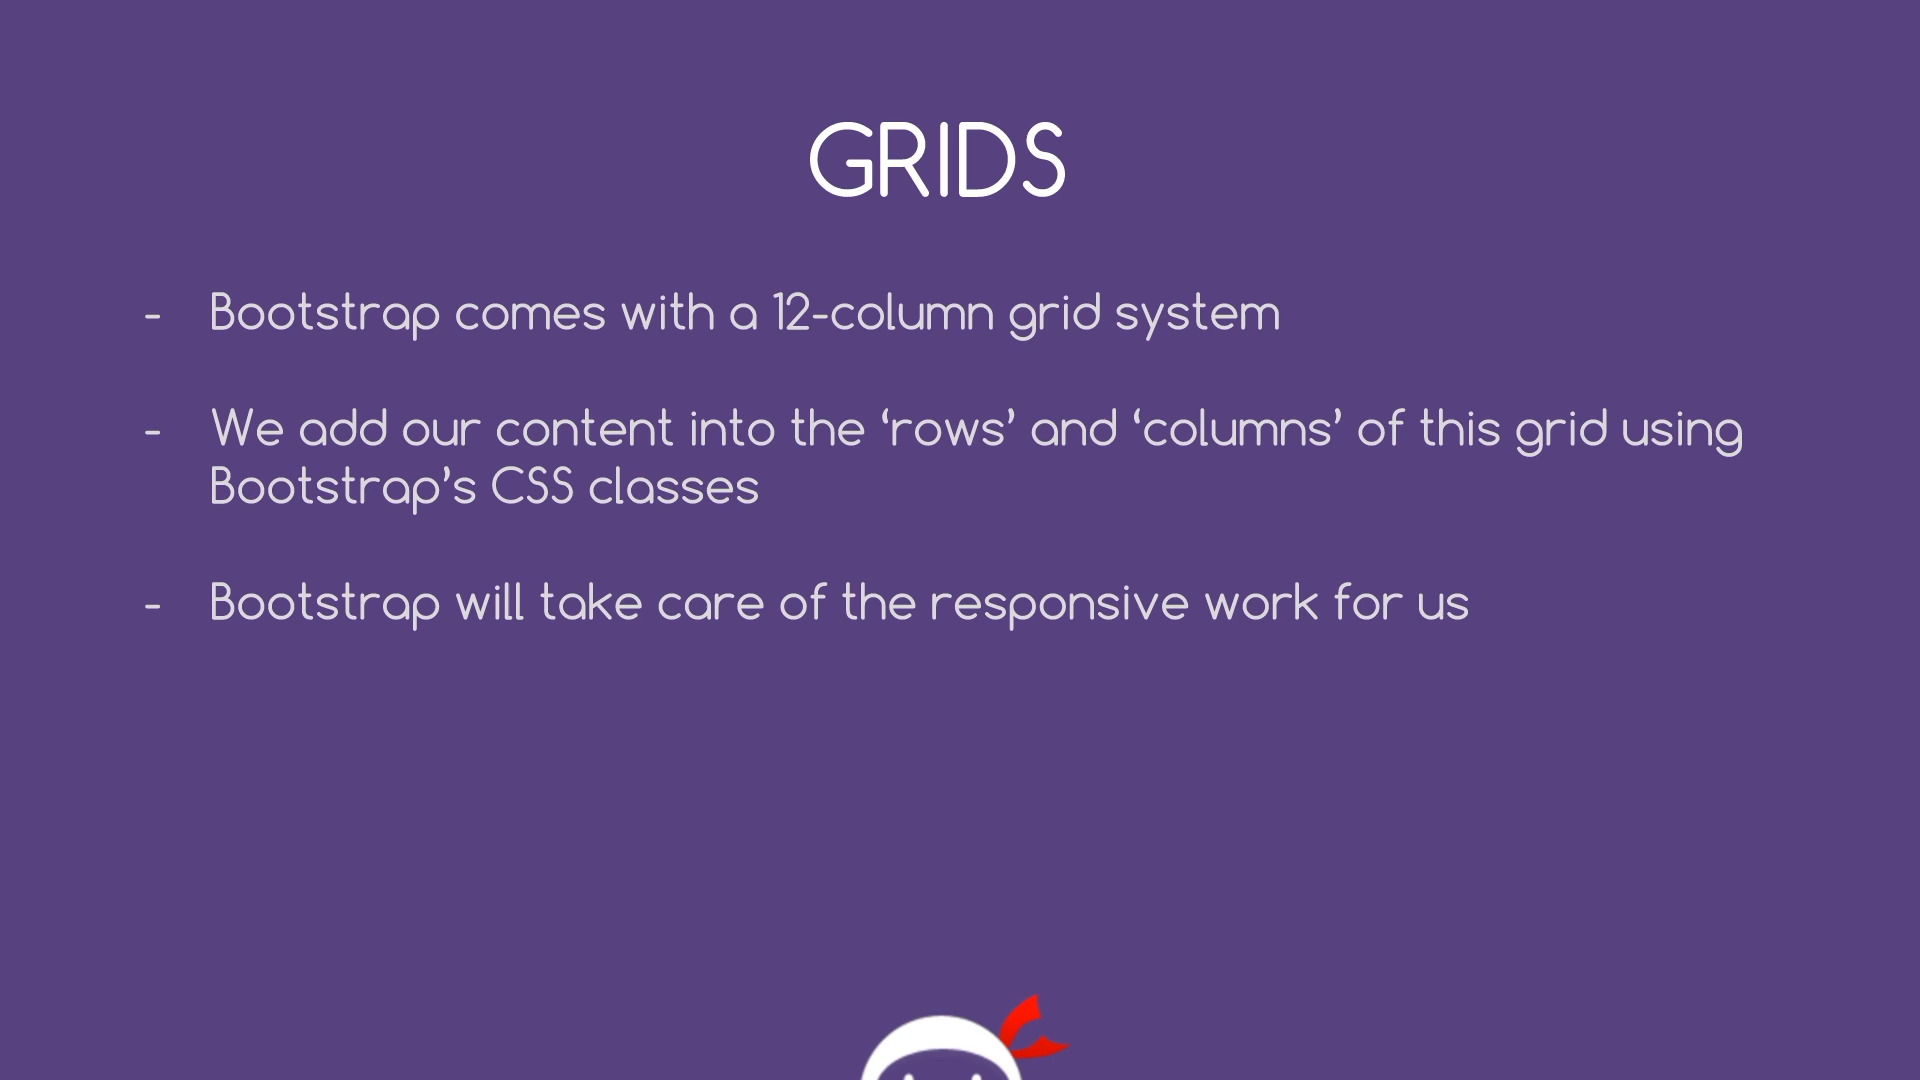 GRIDS
- Bootstrap comes with a 12-column grid system
- We add our content into the ‘rows’ and ‘columns’ of this grid using
Bootstrap’s CSS classes
- Bootstrap will take care of the responsive work for us